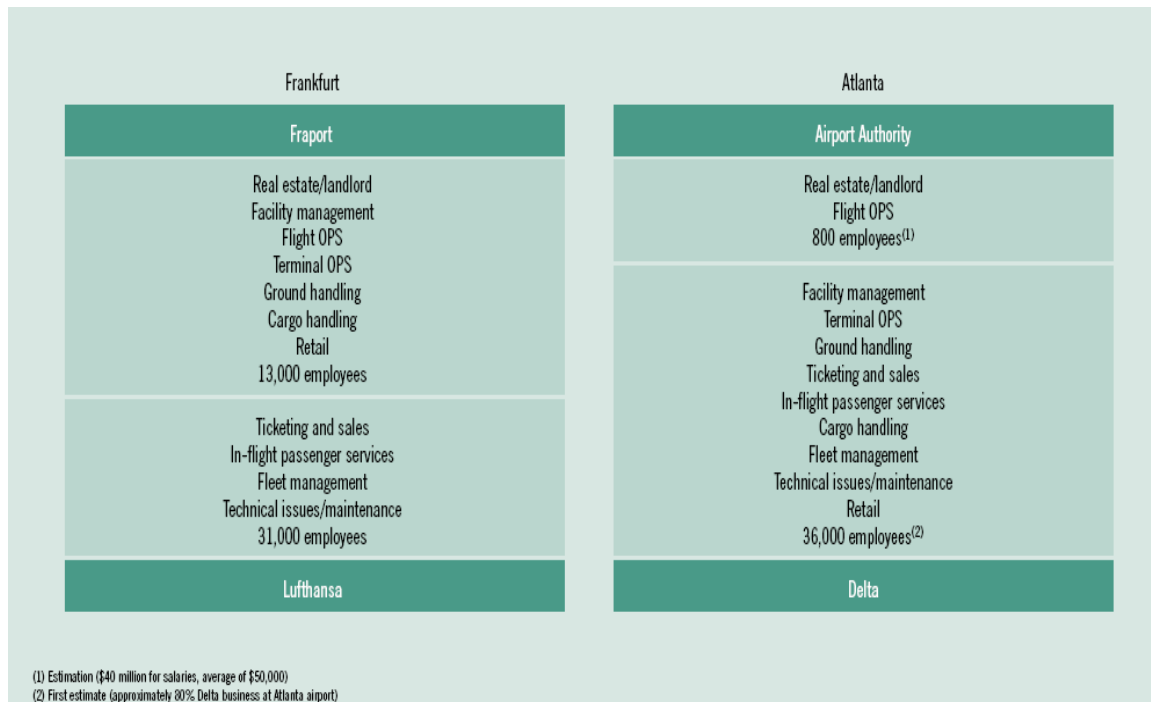 Frankfurt
Fraport
Real estate/landlord
Facility management
Flight OPS
Terminal OPS
Ground handling
Cargo handling
Retail
13,000 employees
Ticketing and sales
In-flight passenger services
Fleet management
Technical issues/maintenance
31,000 employees
Lufthansa
Atlanta
Airport Authority
Real estate/landlord
Flight OPS
800 employees(1)
Facility management
Terminal OPS
Ground handling
Ticketing and sales
In-flight passenger services
Cargo handling
Fleet management
Technical issues/maintenance
Retail
36,000 employees(2)
Delta
(1) Estimation ($40 million for salaries, average of $50,000)
(2) First estimate (approximately 80% Delta business at Atlanta airport)